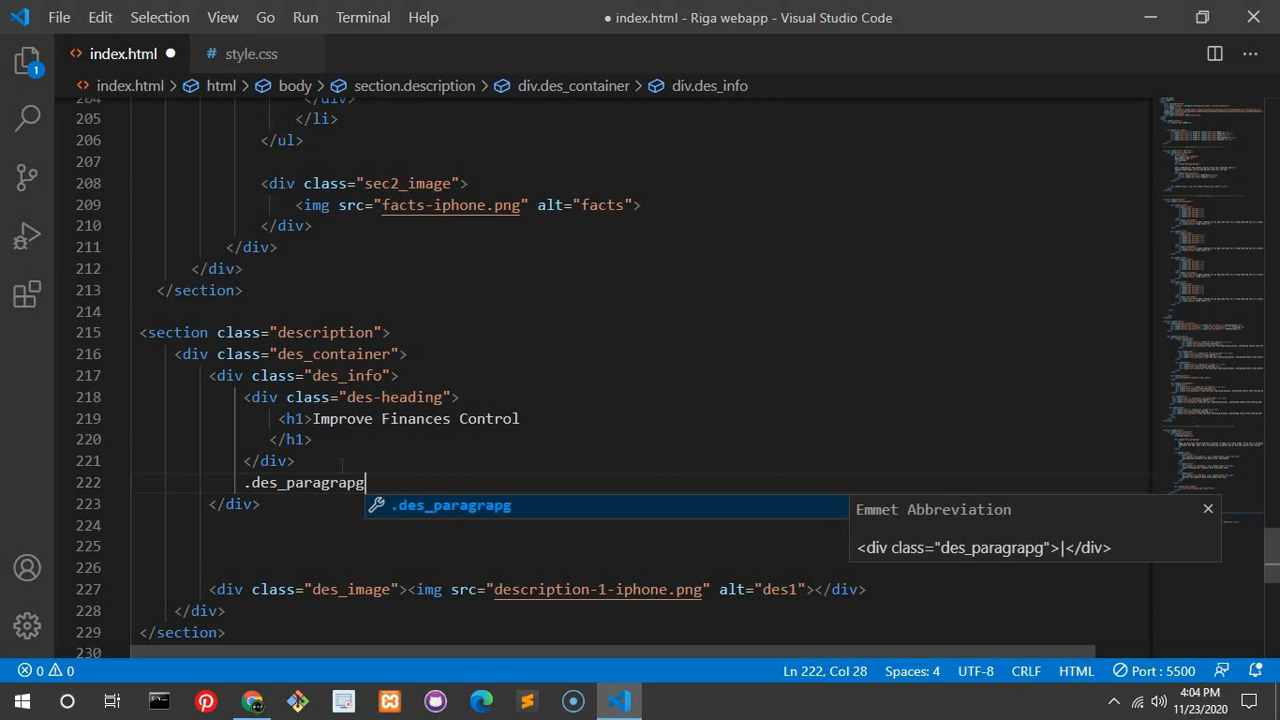 File Edit Selection View Go Run Terminal Help ● index.html - Riga webapp - Visual Studio Code
index.html ● # style.css
index.html > html > body > section.description > div.des_container > div.des_info
1
204 </div>
205 </li>
206 </ul>
207
208 <div class="sec2_image">
209 <img src="facts-iphone.png" alt="facts">
210 </div>
211 </div>
212 </div>
213 </section>
214
215 <section class="description">
216 <div class="des_container">
217 <div class="des_info">
218 <div class="des-heading">
219 <h1>Improve Finances Control
220 </h1>
221 </div>
222 .des_paragrapg
223 </div>
.des_paragrapg
Emmet Abbreviation
<div class="des_paragrapg">|</div>
224
225
226
227 <div class="des_image"><img src="description-1-iphone.png" alt="des1"></div>
228 </div>
229 </section>
230
0 0 Ln 222, Col 28 Spaces: 4 UTF-8 CRLF HTML Port : 5500
4:04 PM
11/23/2020